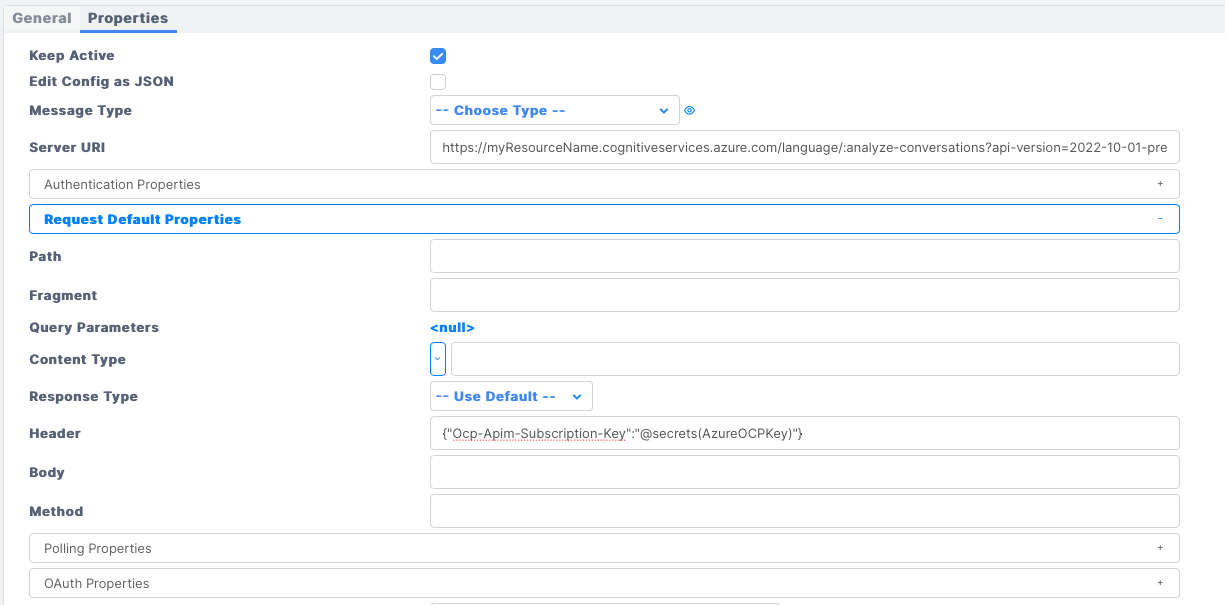 General Properties
Keep Active
Edit Config as JSON
Message Type -- Choose Type --
Server URI https://myResourceName.cognitiveservices.azure.com/language/:analyze-conversations?api-version=2022-10-01-pre
Authentication Properties +
Request Default Properties -
Path
Fragment
Query Parameters <null>
Content Type
Response Type -- Use Default --
Header {"Ocp-Apim-Subscription-Key":"@secrets(AzureOCPKey)"}
Body
Method
Polling Properties +
OAuth Properties +